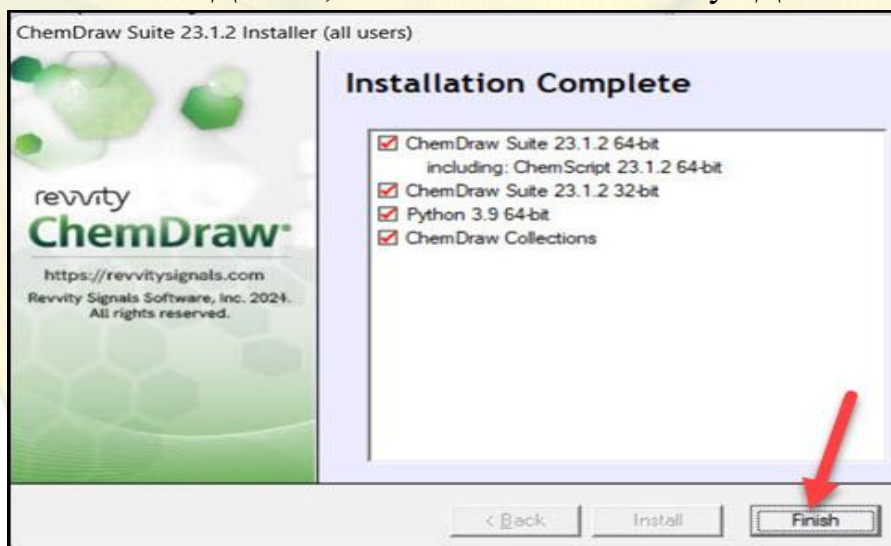 ChemDraw Suite 23.1.2 Installer (all users)
Installation Complete
ChemDraw Suite 23.1.2 64-bit
including: ChemScript 23.1.2 64-bit
ChemDraw Suite 23.1.2 32-bit
Python 3.9 64-bit
ChemDraw Collections
revvity
ChemDraw®
https://revvitysignals.com
Revvity Signals Software, Inc. 2024.
All rights reserved.
< Back
Install
Finish